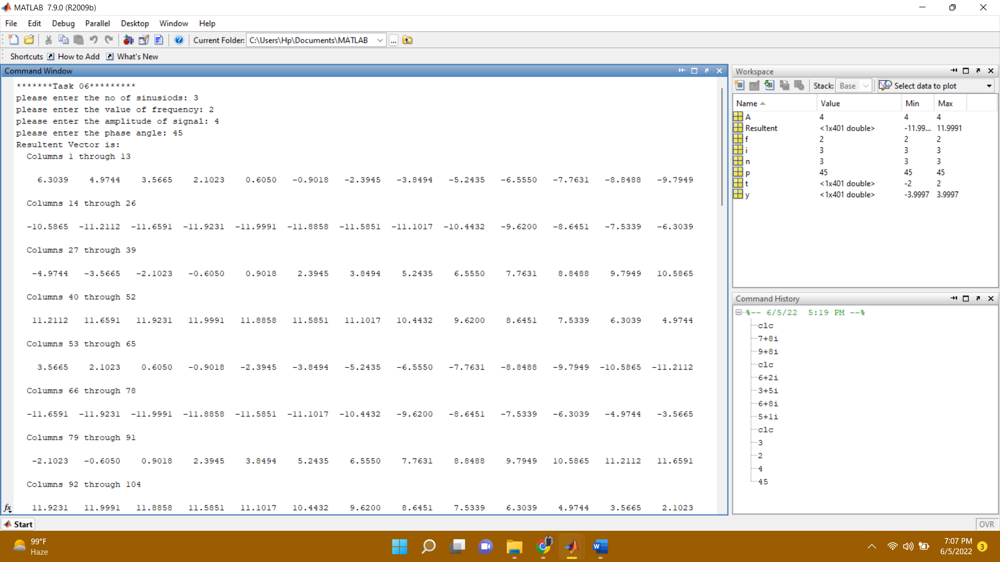 MATLAB 7.9.0 (R2009b)
File Edit Debug Parallel Desktop Window Help
Current Folder: C:\Users\Hp\Documents\MATLAB ...
Shortcuts How to Add What's New
Command Window
*******Task 06*********
please enter the no of sinusiods: 3
please enter the value of frequency: 2
please enter the amplitude of signal: 4
please enter the phase angle: 45
Resultent Vector is:
Columns 1 through 13
6.3039 4.9744 3.5665 2.1023 0.6050 -0.9018 -2.3945 -3.8494 -5.2435 -6.5550 -7.7631 -8.8488 -9.7949
Columns 14 through 26
-10.5865 -11.2112 -11.6591 -11.9231 -11.9991 -11.8858 -11.5851 -11.1017 -10.4432 -9.6200 -8.6451 -7.5339 -6.3039
Columns 27 through 39
-4.9744 -3.5665 -2.1023 -0.6050 0.9018 2.3945 3.8494 5.2435 6.5550 7.7631 8.8488 9.7949 10.5865
Columns 40 through 52
11.2112 11.6591 11.9231 11.9991 11.8858 11.5851 11.1017 10.4432 9.6200 8.6451 7.5339 6.3039 4.9744
Columns 53 through 65
3.5665 2.1023 0.6050 -0.9018 -2.3945 -3.8494 -5.2435 -6.5550 -7.7631 -8.8488 -9.7949 -10.5865 -11.2112
Columns 66 through 78
-11.6591 -11.9231 -11.9991 -11.8858 -11.5851 -11.1017 -10.4432 -9.6200 -8.6451 -7.5339 -6.3039 -4.9744 -3.5665
Columns 79 through 91
-2.1023 -0.6050 0.9018 2.3945 3.8494 5.2435 6.5550 7.7631 8.8488 9.7949 10.5865 11.2112 11.6591
Columns 92 through 104
fx 11.9231 11.9991 11.8858 11.5851 11.1017 10.4432 9.6200 8.6451 7.5339 6.3039 4.9744 3.5665 2.1023
Workspace
Stack: Base Select data to plot
Name Value Min Max
A 4 4 4
Resultent <1x401 double> -11.99... 11.9991
f 2 2 2
i 3 3 3
n 3 3 3
p 45 45 45
t <1x401 double> -2 2
y <1x401 double> -3.9997 3.9997
Command History
%-- 6/5/22 5:19 PM --%
clc
7+8i
9+8i
clc
6+2i
3+5i
6+8i
5+1i
clc
3
2
4
45
Start
OVR
99°F
Haze
W
7:07 PM
6/5/2022
3